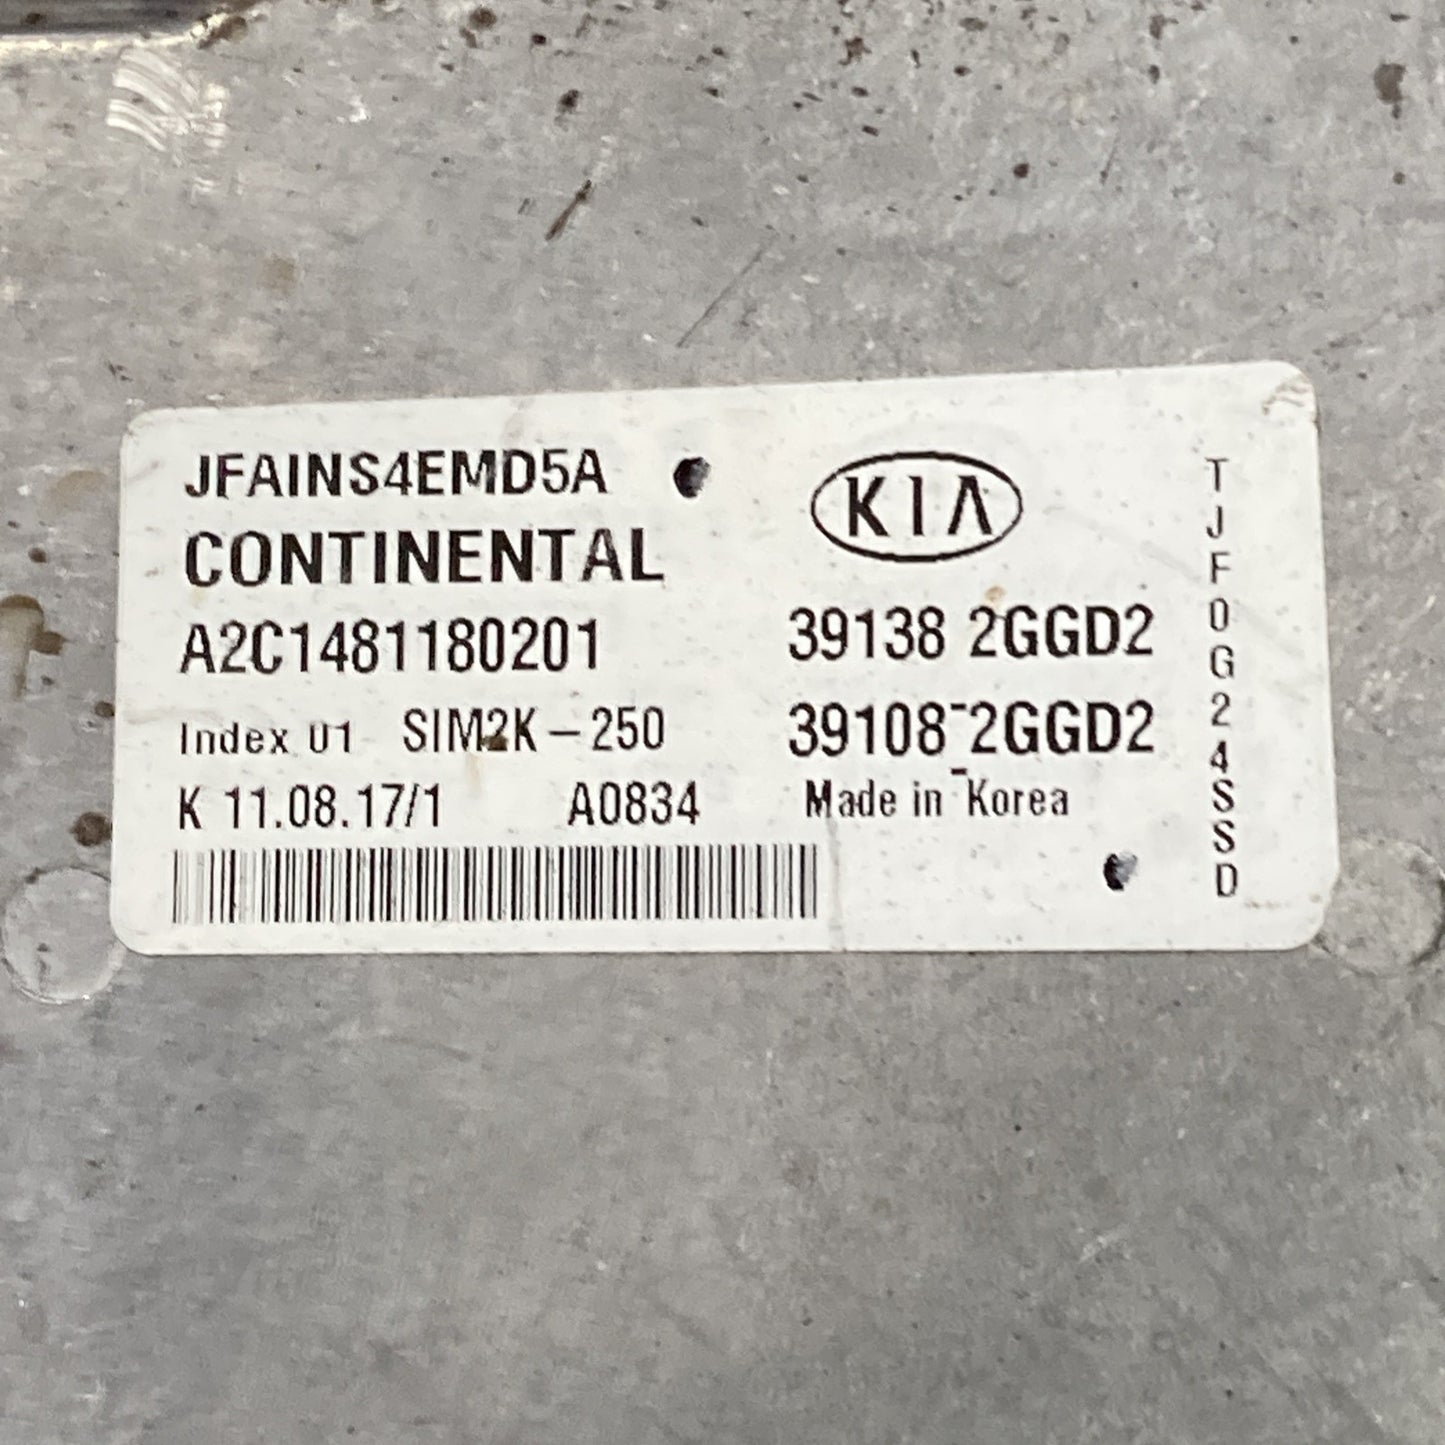 JFAINS4EMD5A
KIA
CONTINENTAL
A2C1481180201
39138 2GGD2
Index 01 SIM2K-250
39108-2GGD2
K 11.08.17/1 A0834
Made in Korea
TJF0G24SSD